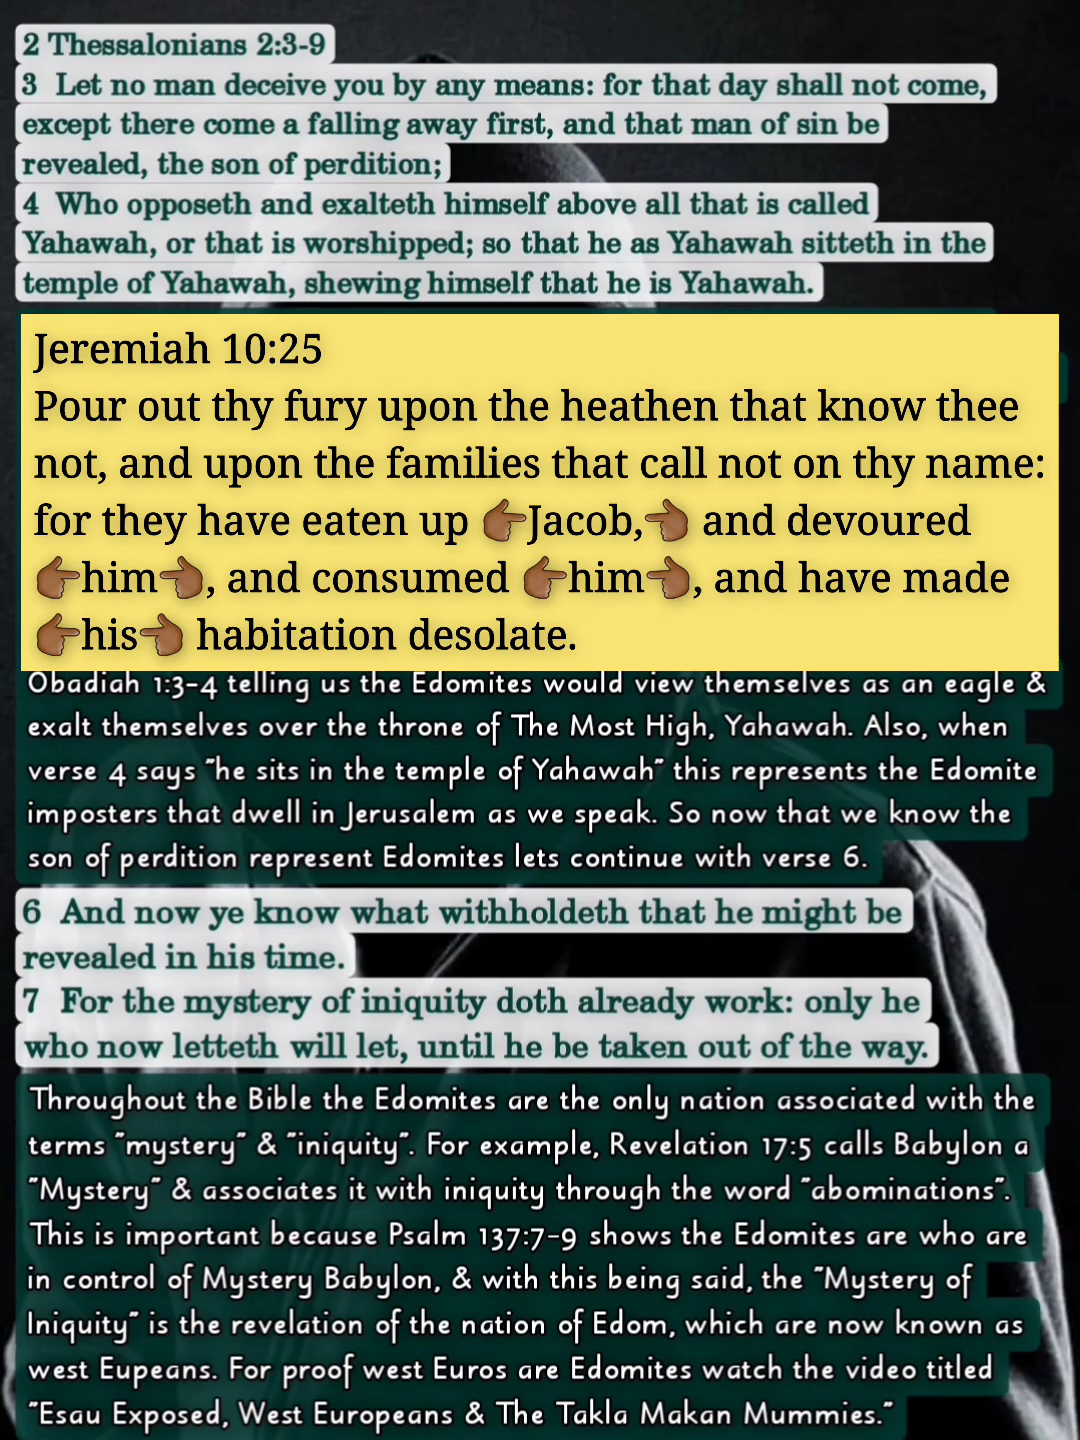 2 Thessalonians 2:3-9
3 Let no man deceive you by any means: for that day shall not come,
except there come a falling away first, and that man of sin be
revealed, the son of perdition;
4 Who opposeth and exalteth himself above all that is called
Yahawah, or that is worshipped; so that he as Yahawah sitteth in the
temple of Yahawah, shewing himself that he is Yahawah.
Jeremiah 10:25
Pour out thy fury upon the heathen that know thee
not, and upon the families that call not on thy name:
for they have eaten up 👉🏾Jacob,👈🏾 and devoured
👉🏾him👈🏾, and consumed 👉🏾him👈🏾, and have made
👉🏾his👈🏾 habitation desolate.
Obadiah 1:3-4 telling us the Edomites would view themselves as an eagle &
exalt themselves over the throne of The Most High, Yahawah. Also, when
verse 4 says "he sits in the temple of Yahawah" this represents the Edomite
imposters that dwell in Jerusalem as we speak. So now that we know the
son of perdition represent Edomites lets continue with verse 6.
6 And now ye know what withholdeth that he might be
revealed in his time.
7 For the mystery of iniquity doth already work: only he
who now letteth will let, until he be taken out of the way.
Throughout the Bible the Edomites are the only nation associated with the
terms "mystery" & "iniquity". For example, Revelation 17:5 calls Babylon a
"Mystery" & associates it with iniquity through the word "abominations".
This is important because Psalm 137:7-9 shows the Edomites are who are
in control of Mystery Babylon, & with this being said, the "Mystery of
Iniquity" is the revelation of the nation of Edom, which are now known as
west Eupeans. For proof west Euros are Edomites watch the video titled
"Esau Exposed, West Europeans & The Takla Makan Mummies."